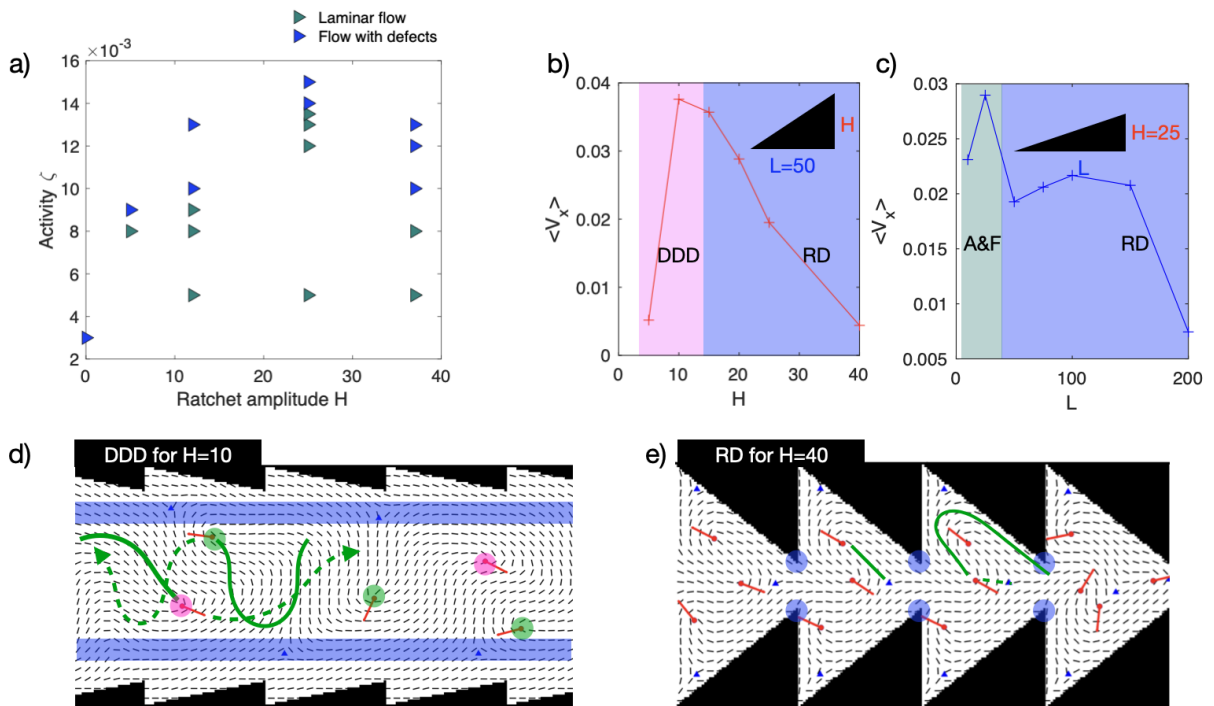 Laminar flow
Flow with defects
a)
×10⁻³
16
14
12
10
8
6
4
2
0
10
20
30
40
Activity ζ
Ratchet amplitude H
b)
0.04
0.03
0.02
0.01
0
0
10
20
30
40
<V_x>
H
DDD
RD
H
L=50
c)
0.03
0.025
0.02
0.015
0.01
0.005
0
100
200
<V_x>
L
A&F
RD
H=25
L
d)
DDD for H=10
e)
RD for H=40